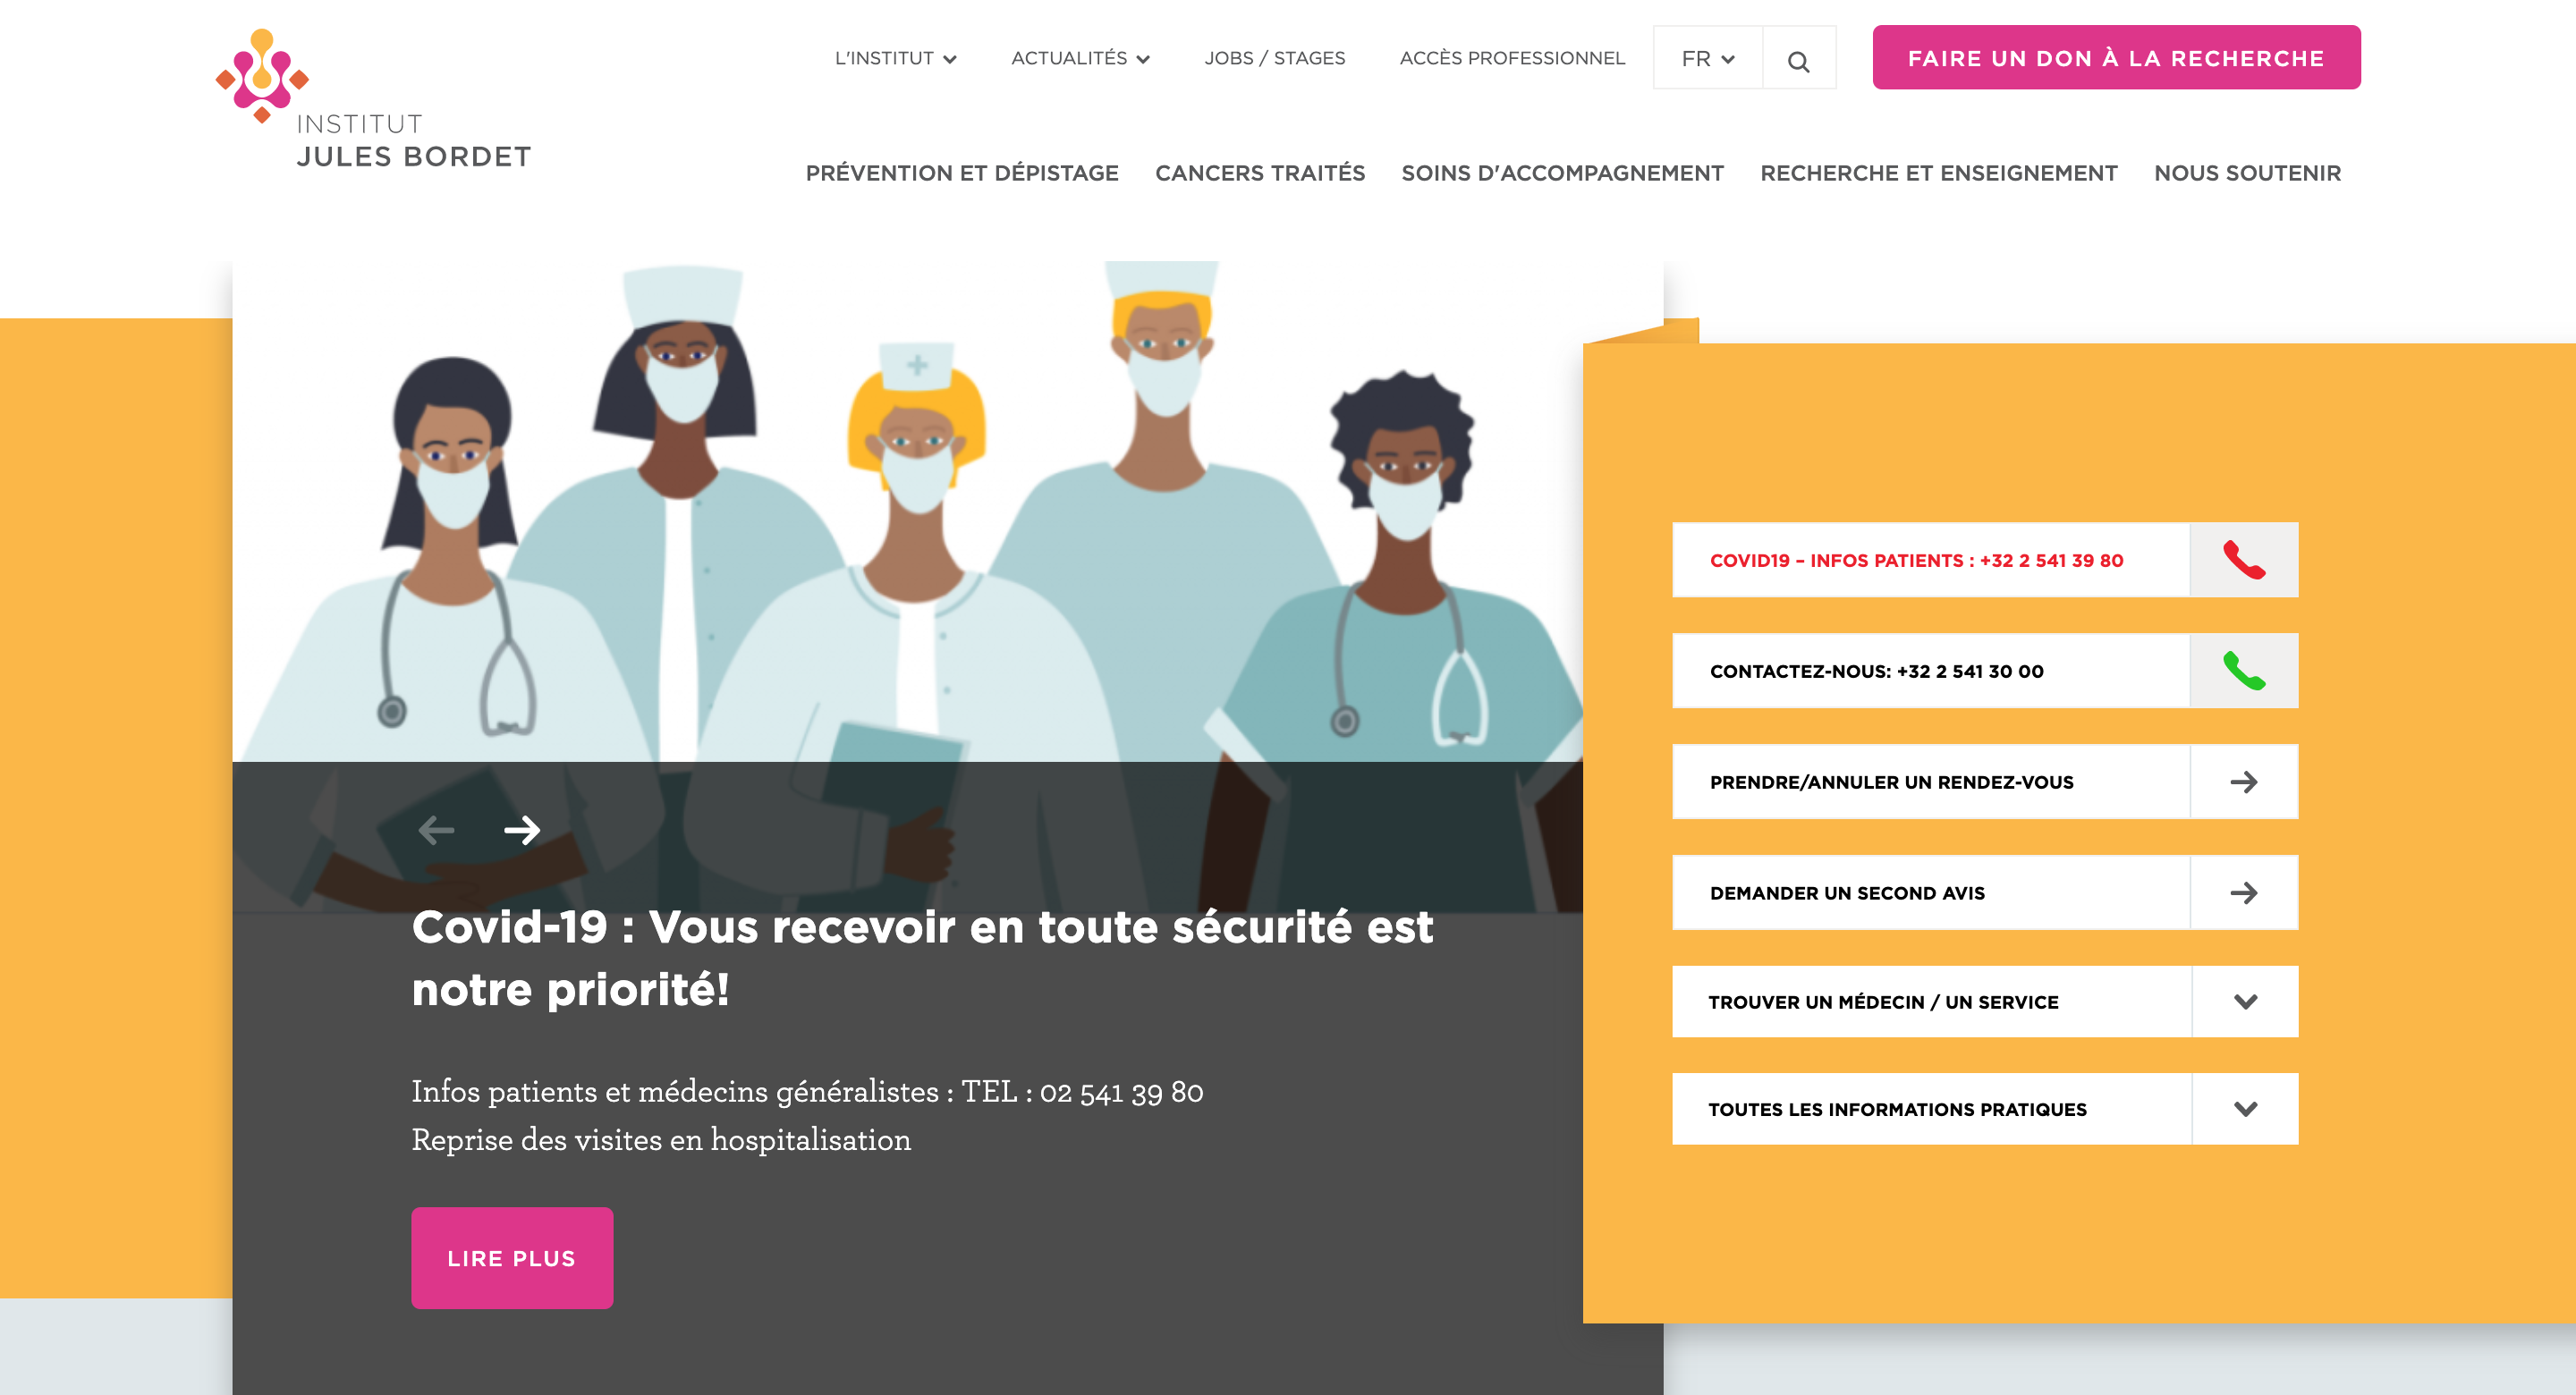 INSTITUT
JULES BORDET
L'INSTITUT
ACTUALITÉS
JOBS / STAGES
ACCÈS PROFESSIONNEL
FR
FAIRE UN DON À LA RECHERCHE
PRÉVENTION ET DÉPISTAGE
CANCERS TRAITÉS
SOINS D'ACCOMPAGNEMENT
RECHERCHE ET ENSEIGNEMENT
NOUS SOUTENIR
Covid-19 : Vous recevoir en toute sécurité est
notre priorité!
Infos patients et médecins généralistes : TEL : 02 541 39 80
Reprise des visites en hospitalisation
LIRE PLUS
COVID19 – INFOS PATIENTS : +32 2 541 39 80
CONTACTEZ-NOUS: +32 2 541 30 00
PRENDRE/ANNULER UN RENDEZ-VOUS
DEMANDER UN SECOND AVIS
TROUVER UN MÉDECIN / UN SERVICE
TOUTES LES INFORMATIONS PRATIQUES